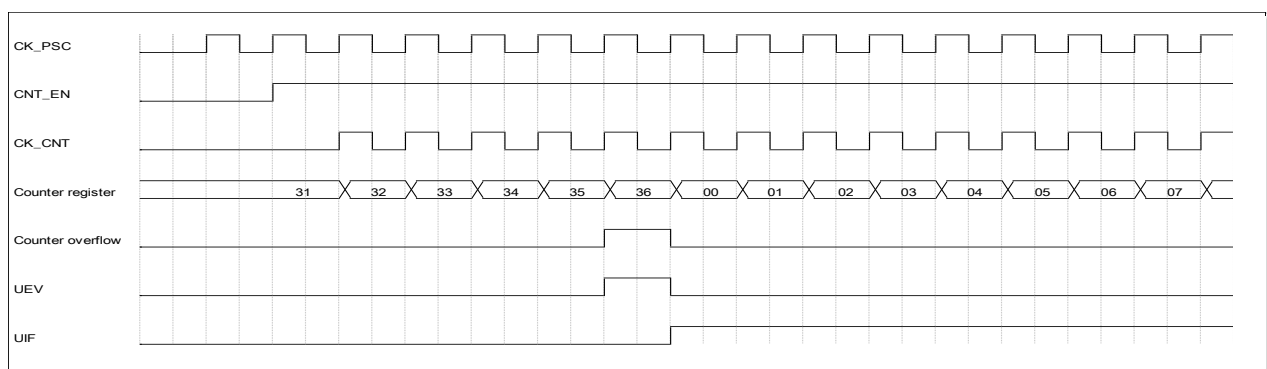 CK_PSC
CNT_EN
CK_CNT
Counter register 31 32 33 34 35 36 00 01 02 03 04 05 06 07
Counter overflow
UEV
UIF